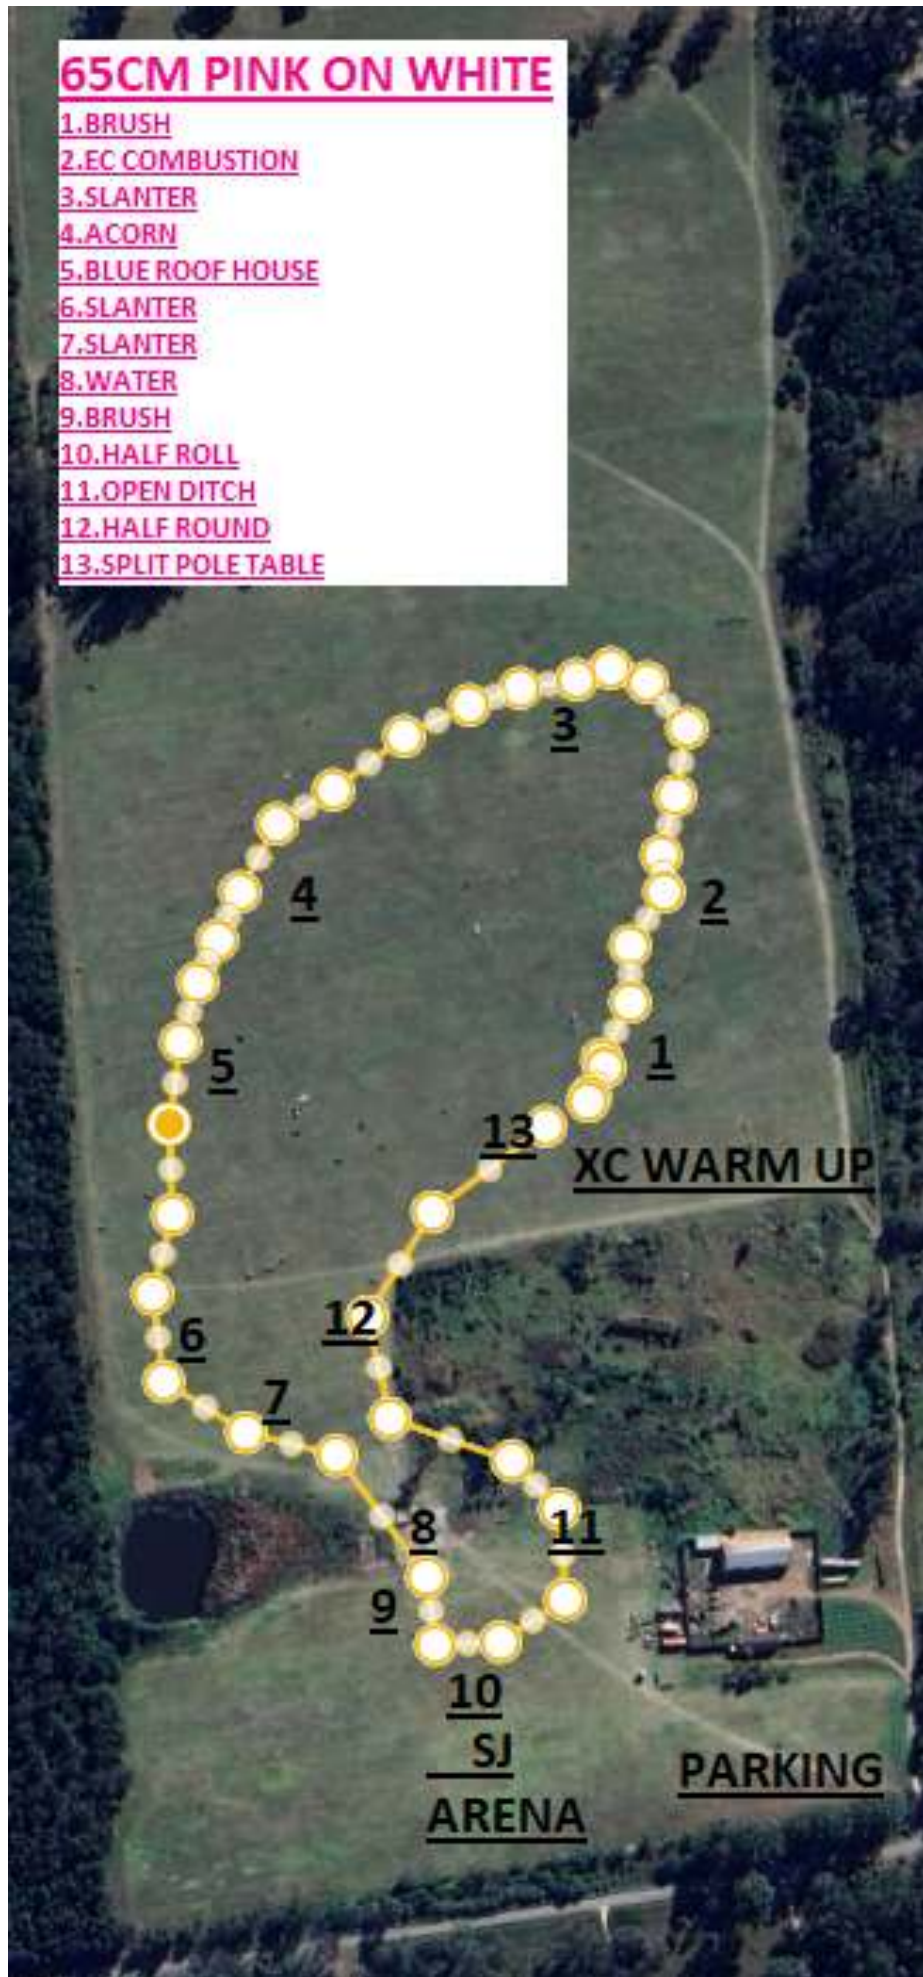 65CM PINK ON WHITE
1.BRUSH
2.EC COMBUSTION
3.SLANTER
4.ACORN
5.BLUE ROOF HOUSE
6.SLANTER
7.SLANTER
8.WATER
9.BRUSH
10.HALF ROLL
11.OPEN DITCH
12.HALF ROUND
13.SPLIT POLE TABLE
3
4
2
5
1
13
XC WARM UP
12
6
7
8
11
9
10
SJ
ARENA
PARKING